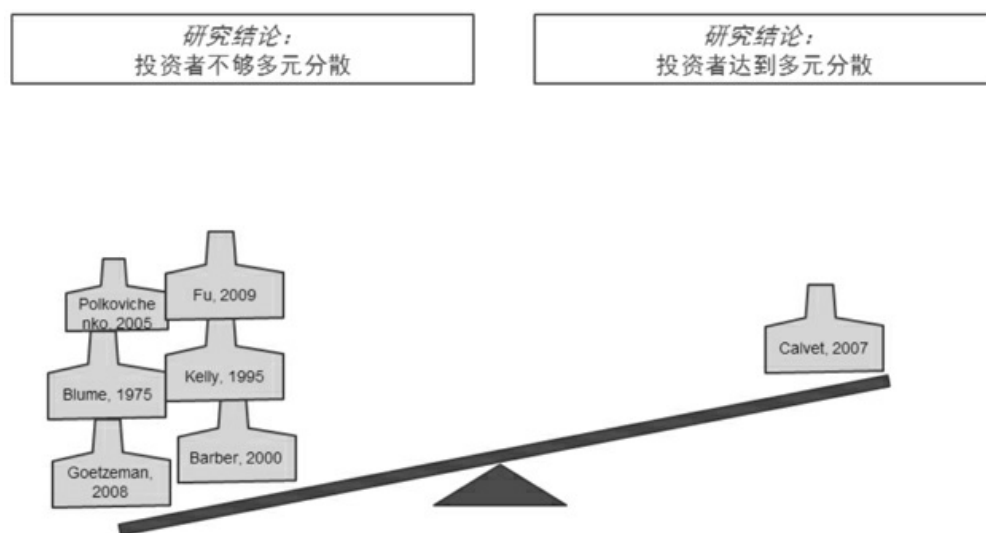 研究结论：
投资者不够多元分散
研究结论：
投资者达到多元分散
Polkoviche
nko, 2005
Fu, 2009
Blume, 1975
Kelly, 1995
Goetzeman,
2008
Barber, 2000
Calvet, 2007